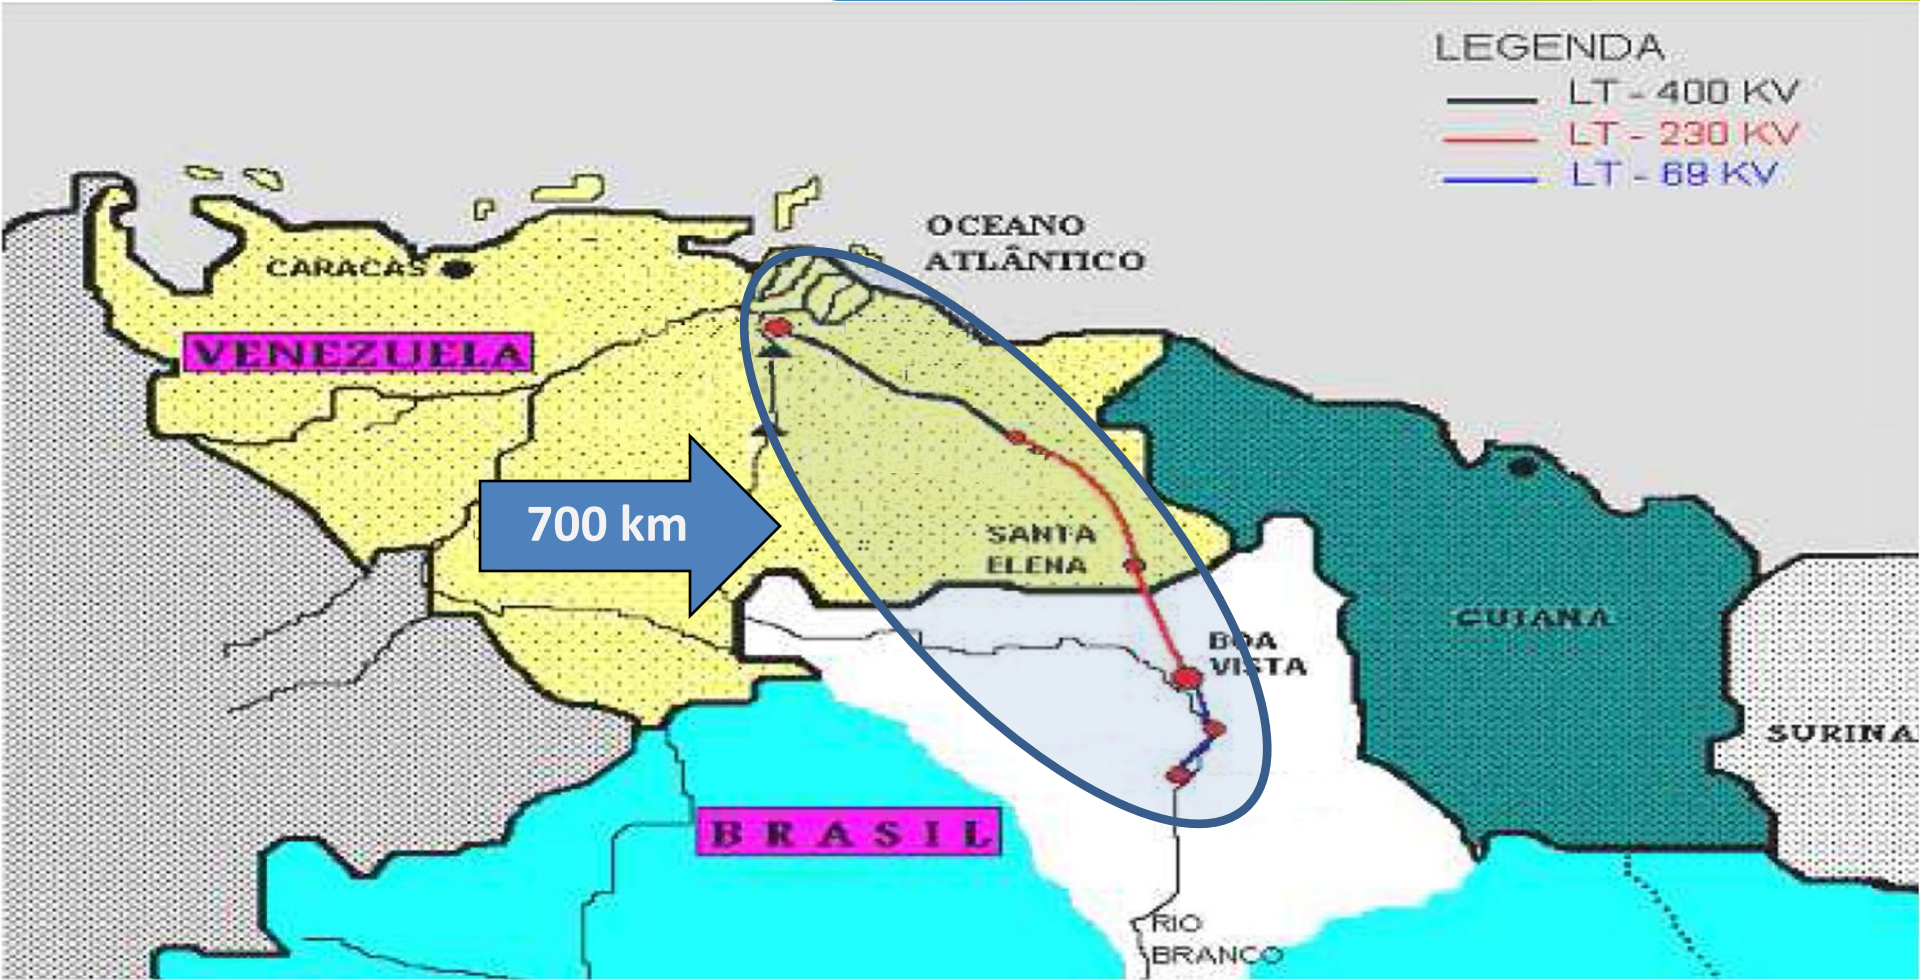 LEGENDA
LT - 400 KV
LT - 230 KV
LT - 69 KV
OCEANO
ATLÂNTICO
CARACAS
VENEZUELA
700 km
SANTA
ELENA
GUIANA
BOA
VISTA
SURINA
BRASIL
RIO
BRANCO